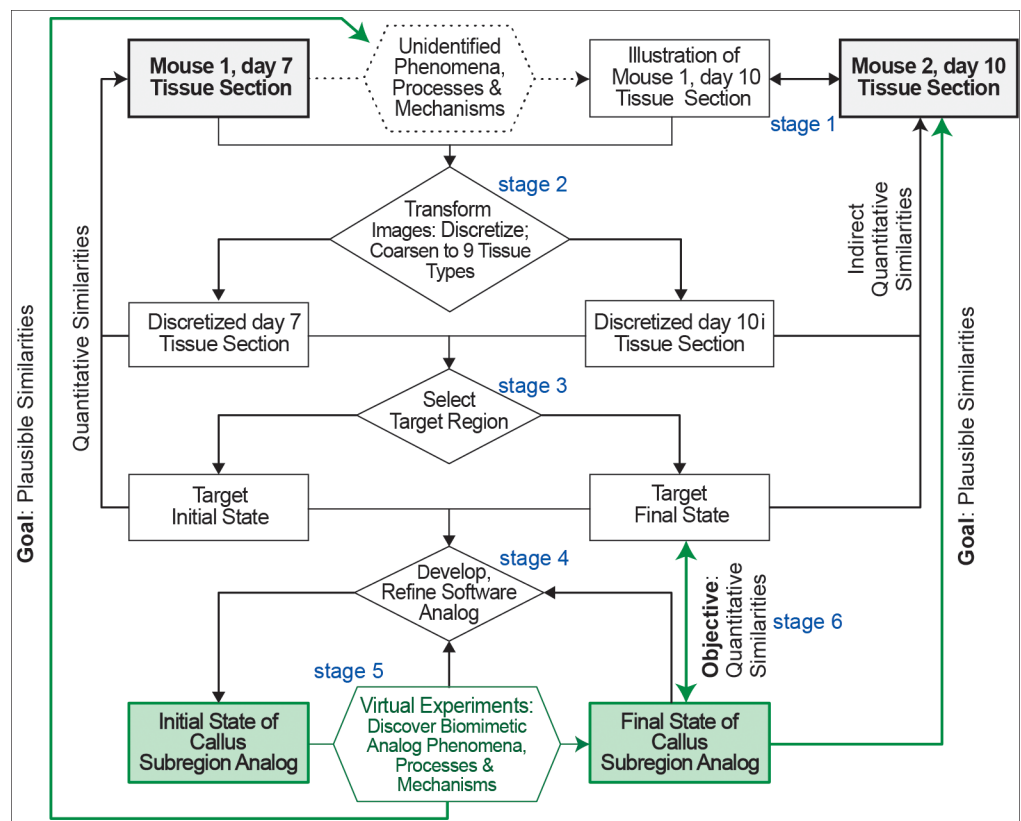 Mouse 1, day 7
Tissue Section
Unidentified
Phenomena,
Processes &
Mechanisms
Illustration of
Mouse 1, day 10
Tissue Section
Mouse 2, day 10
Tissue Section
stage 1
stage 2
Transform
Images: Discretize;
Coarsen to 9 Tissue
Types
Indirect
Quantitative
Similarities
Goal: Plausible Similarities
Quantitative Similarities
Discretized day 7
Tissue Section
Discretized day 10i
Tissue Section
Goal: Plausible Similarities
stage 3
Select
Target Region
Target
Initial State
Target
Final State
stage 4
Develop,
Refine Software
Analog
Objective:
Quantitative
Similarities
stage 6
stage 5
Initial State of
Callus
Subregion Analog
Virtual Experiments:
Discover Biomimetic
Analog Phenomena,
Processes &
Mechanisms
Final State of
Callus
Subregion Analog